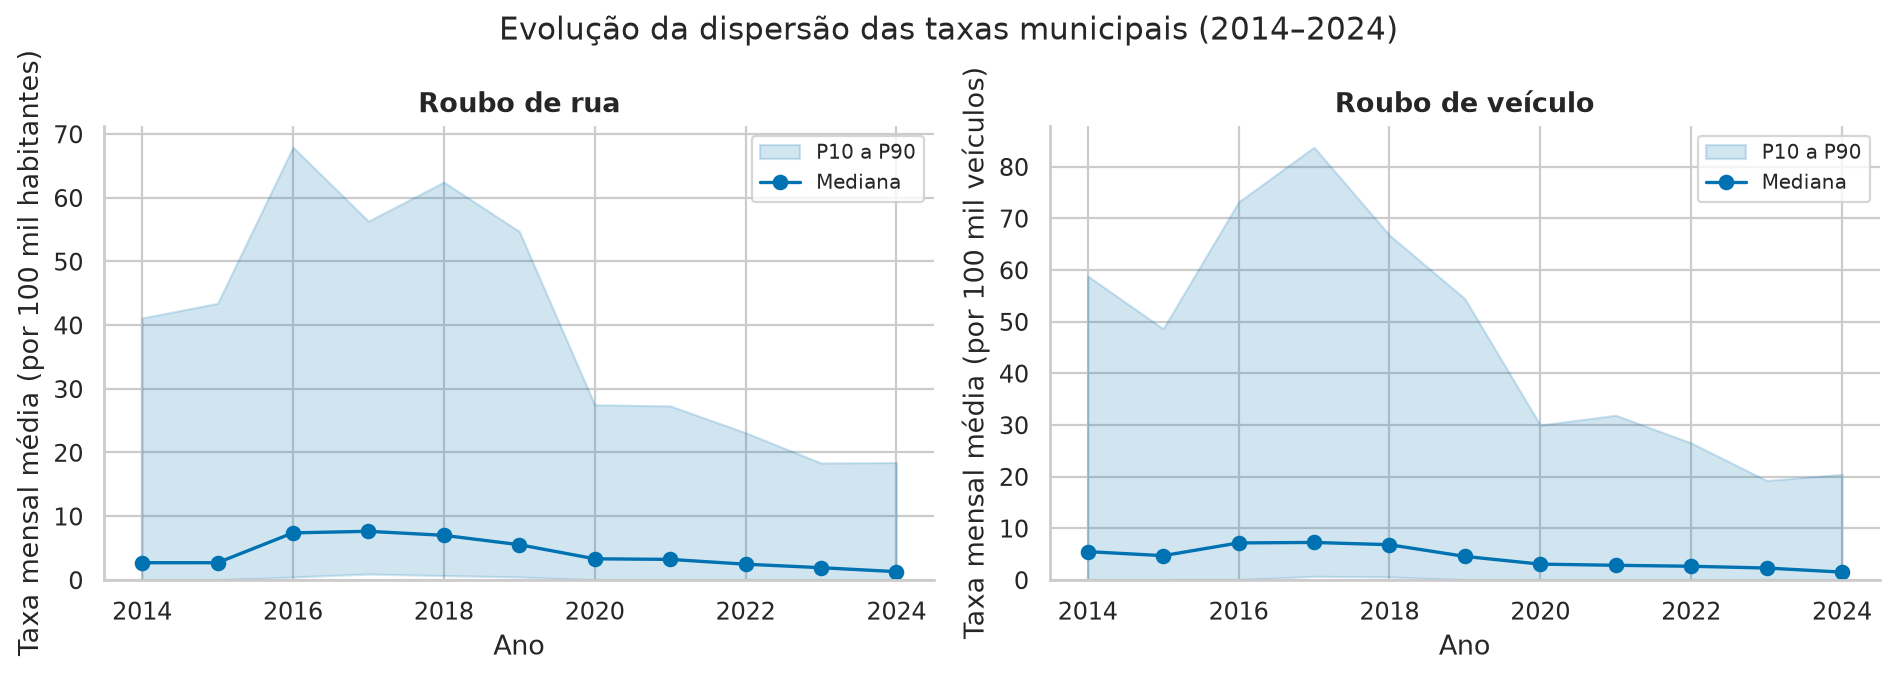 Evolução da dispersão das taxas municipais (2014–2024)
Roubo de rua
Taxa mensal média (por 100 mil habitantes)
70
60
50
40
30
20
10
0
P10 a P90
Mediana
2014 2016 2018 2020 2022 2024
Ano
Roubo de veículo
Taxa mensal média (por 100 mil veículos)
80
70
60
50
40
30
20
10
0
P10 a P90
Mediana
2014 2016 2018 2020 2022 2024
Ano